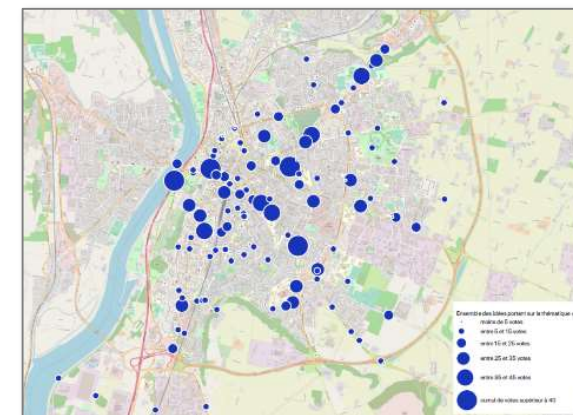 Ensemble des idées portant sur la thématique
moins de 5 votes
entre 5 et 15 votes
entre 15 et 25 votes
entre 25 et 35 votes
entre 35 et 45 votes
cumul de votes supérieur à 45